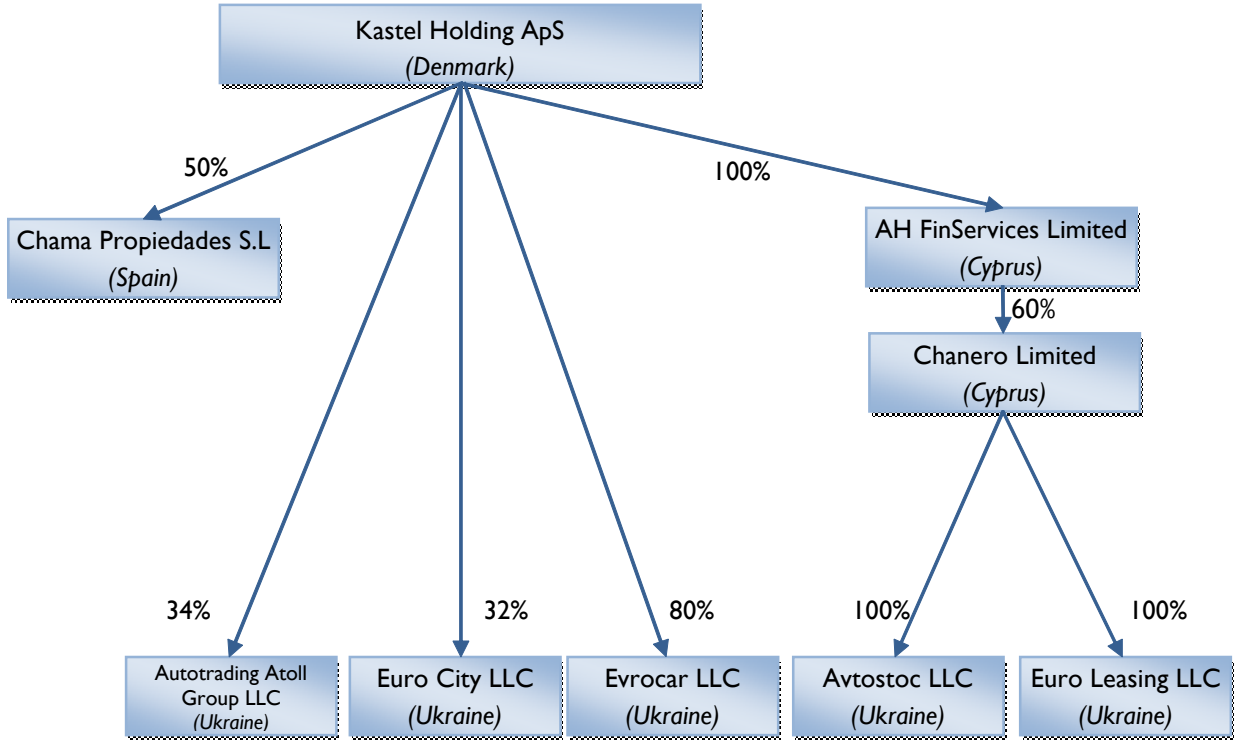 Kastel Holding ApS
(Denmark)
50%
100%
Chama Propiedades S.L
(Spain)
AH FinServices Limited
(Cyprus)
60%
Chanero Limited
(Cyprus)
34%
32%
80%
100%
100%
Autotrading Atoll
Group LLC
(Ukraine)
Euro City LLC
(Ukraine)
Evrocar LLC
(Ukraine)
Avtostoc LLC
(Ukraine)
Euro Leasing LLC
(Ukraine)